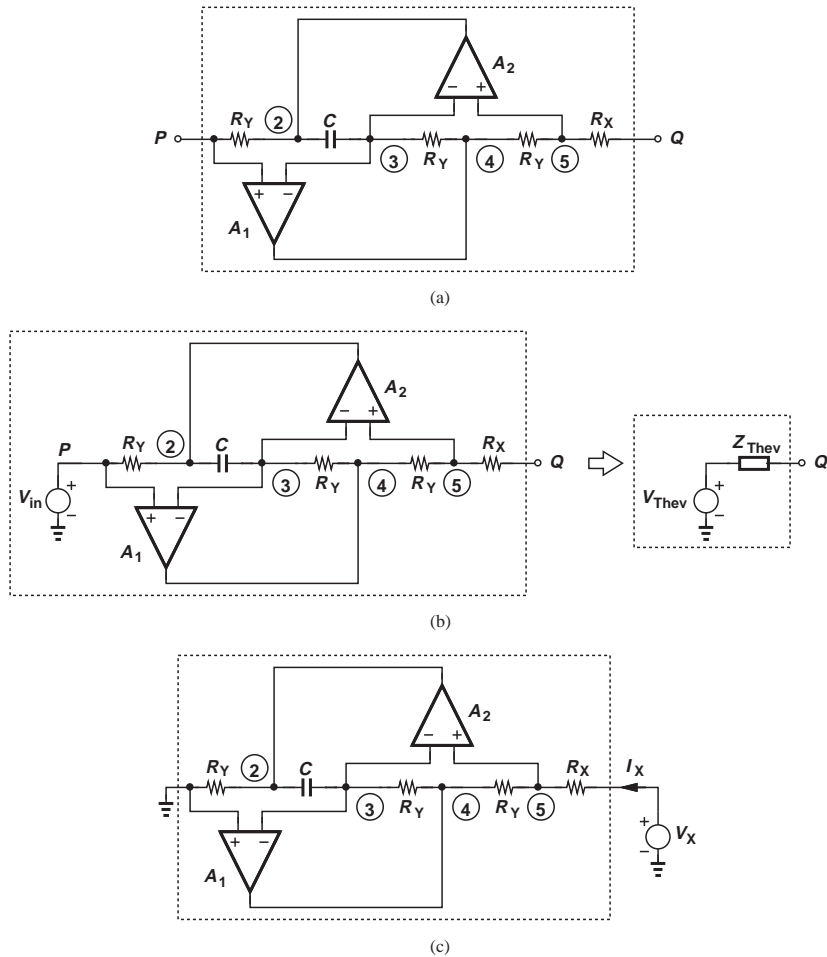 A2
− +
RY 2 C RX
P Q
3 RY 4 RY 5
+ −
A1
(a)
A2
− +
P RY 2 C RX ZThev
Q Q
3 RY 4 RY 5
Vin + − VThev + −
+ −
A1
(b)
A2
− +
RY 2 C RX IX
3 RY 4 RY 5
+ −
VX + −
A1
(c)